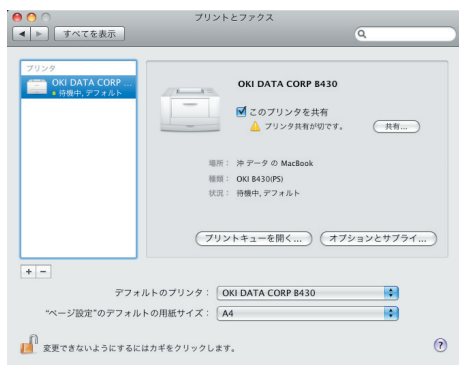 プリントとファクス
すべてを表示
プリンタ
OKI DATA CORP ...
待機中, デフォルト
OKI DATA CORP B430
このプリンタを共有
プリンタ共有が切です。
共有...
場所： 沖 データ の MacBook
種類： OKI B430(PS)
状況： 待機中, デフォルト
プリントキューを開く... オプションとサプライ...
+ −
デフォルトのプリンタ： OKI DATA CORP B430
"ページ設定"のデフォルトの用紙サイズ： A4
変更できないようにするにはカギをクリックします。 ?